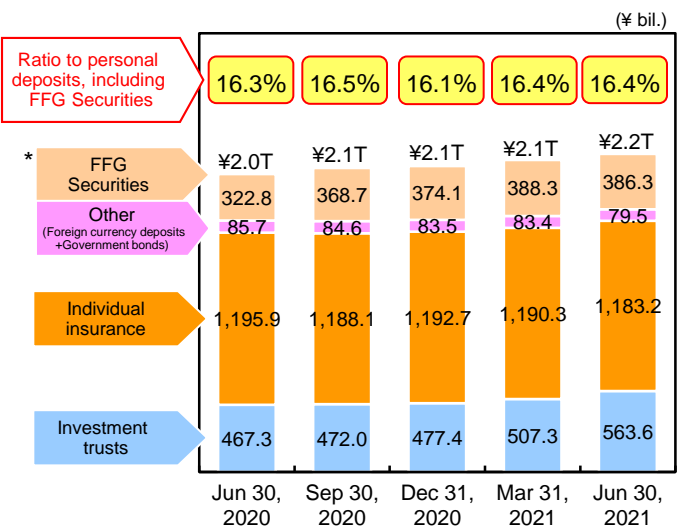 (¥ bil.)
Ratio to personal
deposits, including
FFG Securities
16.3% 16.5% 16.1% 16.4% 16.4%
¥2.0T ¥2.1T ¥2.1T ¥2.1T ¥2.2T
*
FFG
Securities
322.8 368.7 374.1 388.3 386.3
Other
(Foreign currency deposits
+Government bonds)
85.7 84.6 83.5 83.4 79.5
Individual
insurance
1,195.9 1,188.1 1,192.7 1,190.3 1,183.2
Investment
trusts
467.3 472.0 477.4 507.3 563.6
Jun 30, Sep 30, Dec 31, Mar 31, Jun 30,
2020 2020 2020 2021 2021